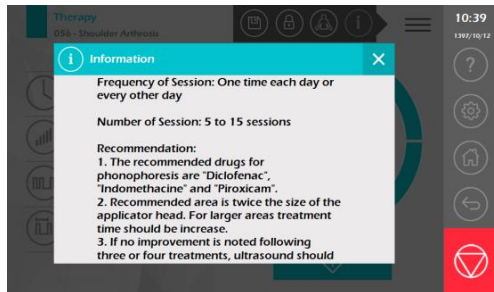 Therapy
056 - Shoulder Arthrosis
10:39
1397/10/12
Information
Frequency of Session: One time each day or
every other day
Number of Session: 5 to 15 sessions
Recommendation:
1. The recommended drugs for
phonophoresis are "Diclofenac",
"Indomethacine" and "Piroxicam".
2. Recommended area is twice the size of the
applicator head. For larger areas treatment
time should be increase.
3. If no improvement is noted following
three or four treatments, ultrasound should